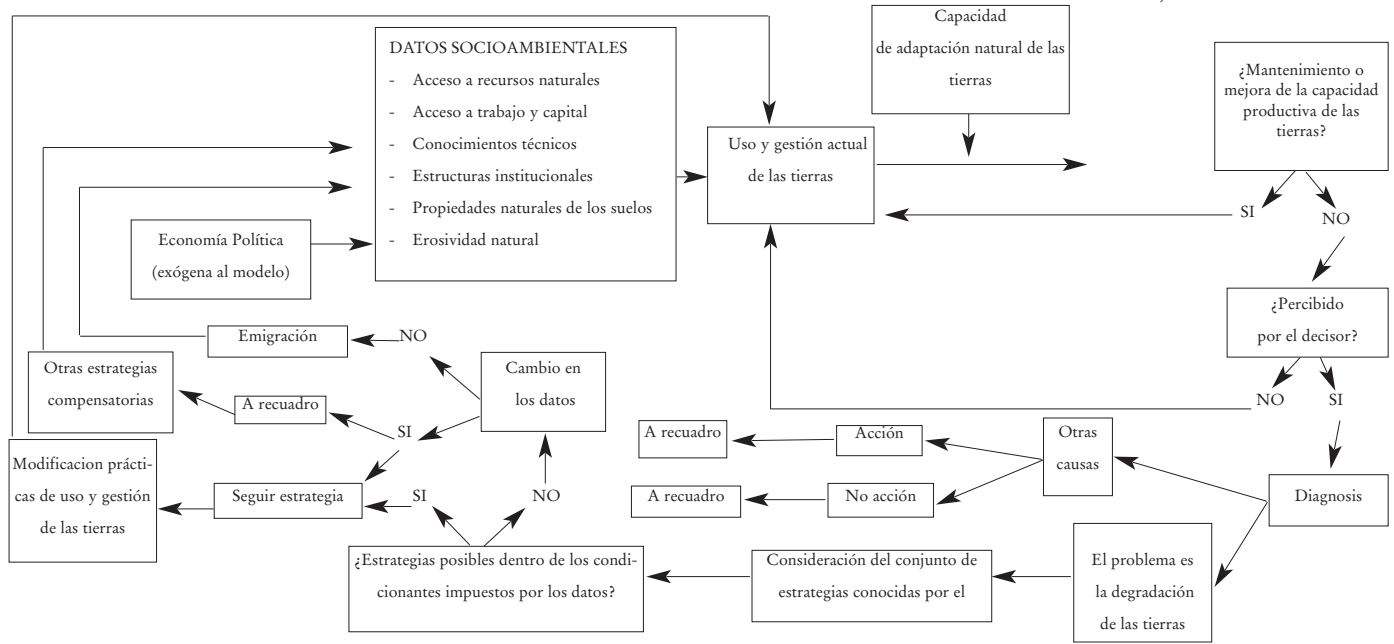 Capacidad
de adaptación natural de las
tierras
DATOS SOCIOAMBIENTALES
- Acceso a recursos naturales
- Acceso a trabajo y capital
- Conocimientos técnicos
- Estructuras institucionales
- Propiedades naturales de los suelos
- Erosividad natural
¿Mantenimiento o
mejora de la capacidad
productiva de las
tierras?
Uso y gestión actual
de las tierras
SI
NO
Economía Política
(exógena al modelo)
¿Percibido
por el decisor?
NO
SI
Emigración
NO
Cambio en
los datos
Otras estrategias
compensatorias
A recuadro
SI
Modificacion prácti-
cas de uso y gestión
de las tierras
Seguir estrategia
SI
NO
A recuadro
Acción
Otras
causas
A recuadro
No acción
Diagnosis
¿Estrategias posibles dentro de los condi-
cionantes impuestos por los datos?
Consideración del conjunto de
estrategias conocidas por el
El problema es
la degradación
de las tierras